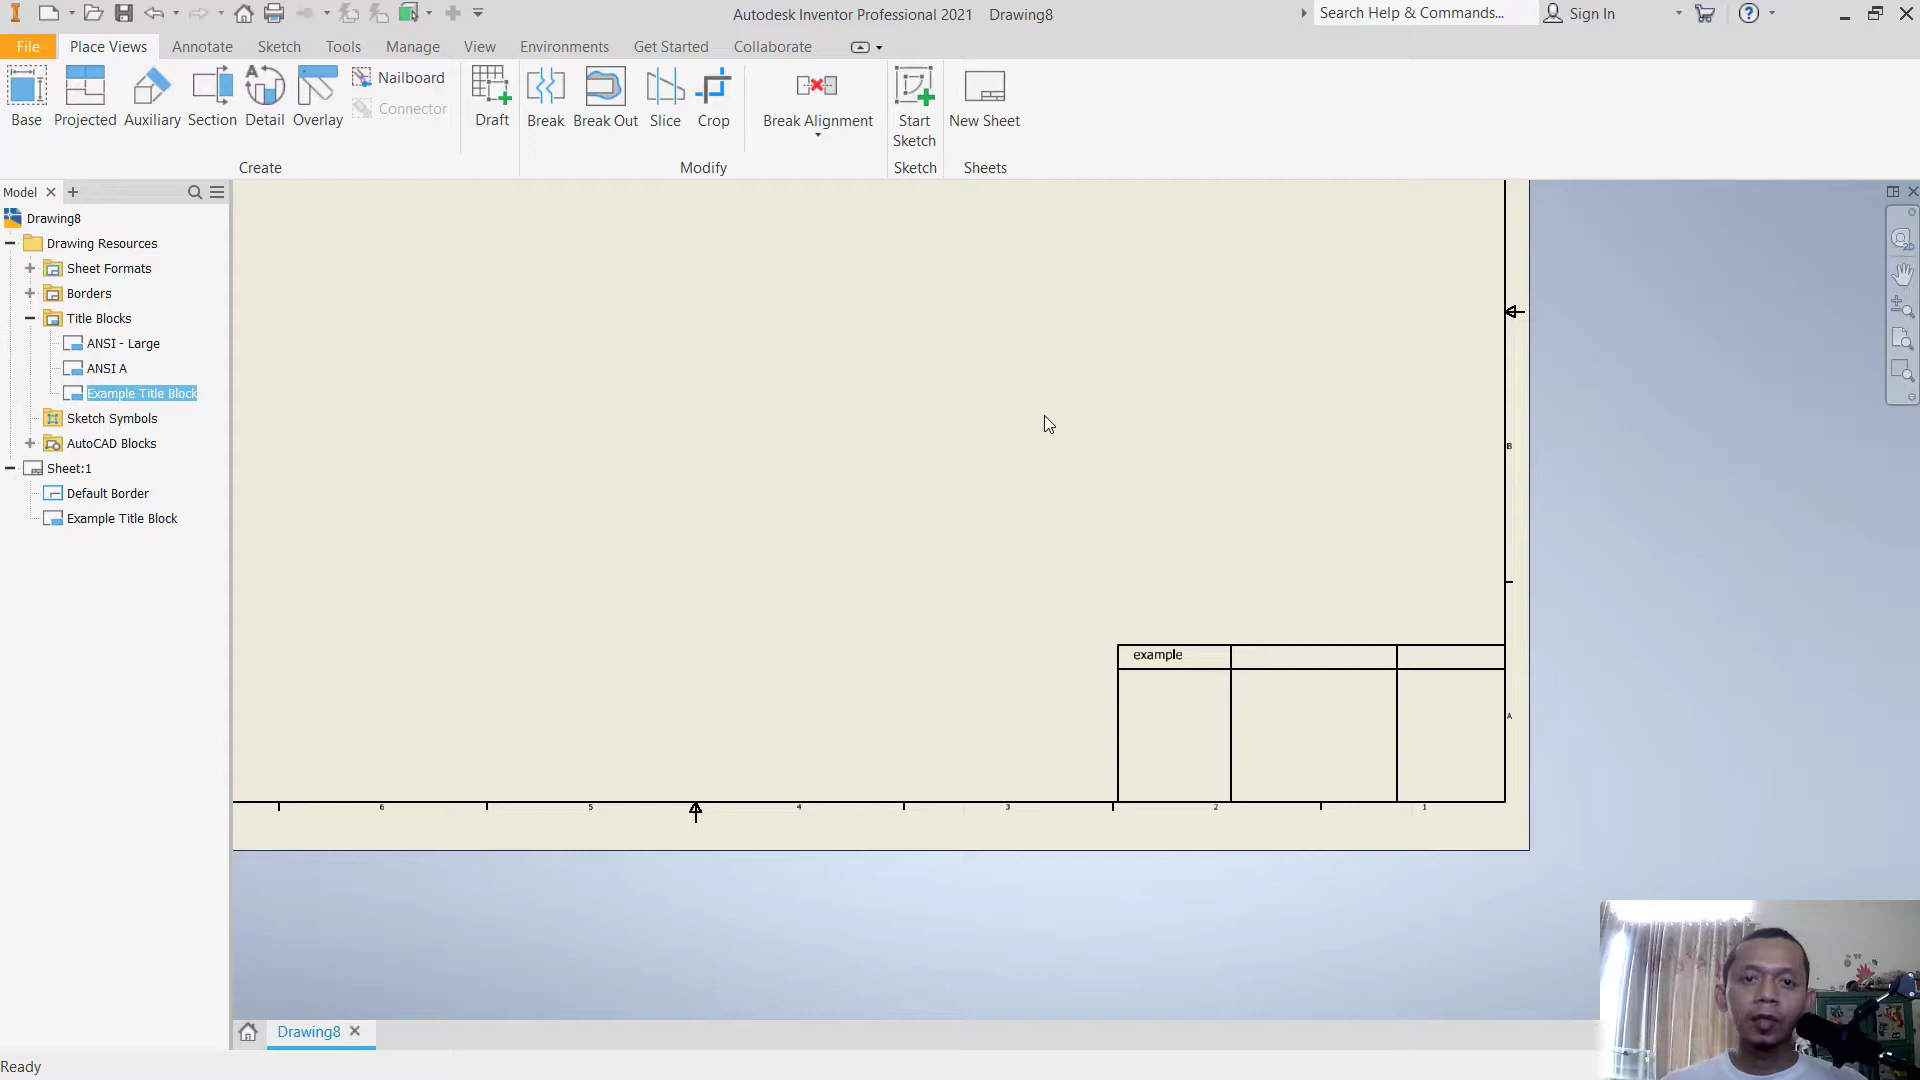 Autodesk Inventor Professional 2021 Drawing8
Search Help & Commands...
Sign In
File
Place Views
Annotate
Sketch
Tools
Manage
View
Environments
Get Started
Collaborate
Base
Projected
Auxiliary
Section
Detail
Overlay
Nailboard
Connector
Draft
Break
Break Out
Slice
Crop
Break Alignment
Start
Sketch
New Sheet
Create
Modify
Sketch
Sheets
Model
Drawing8
Drawing Resources
Sheet Formats
Borders
Title Blocks
ANSI - Large
ANSI A
Example Title Block
Sketch Symbols
AutoCAD Blocks
Sheet:1
Default Border
Example Title Block
B
example
A
6 5 4 3 2 1
Drawing8
Ready